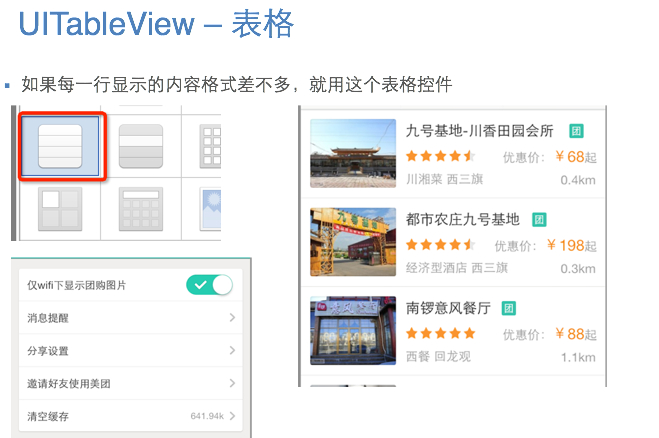 UITableView – 表格
如果每一行显示的内容格式差不多，就用这个表格控件
仅wifi下显示团购图片
消息提醒
分享设置
邀请好友使用美团
清空缓存 641.94k
九号基地-川香田园会所 团
优惠价: ¥68起
川湘菜 西三旗 0.4km
都市农庄九号基地 团
优惠价: ¥198起
经济型酒店 西三旗 0.3km
南锣意风餐厅 团
优惠价: ¥88起
西餐 回龙观 1.1km